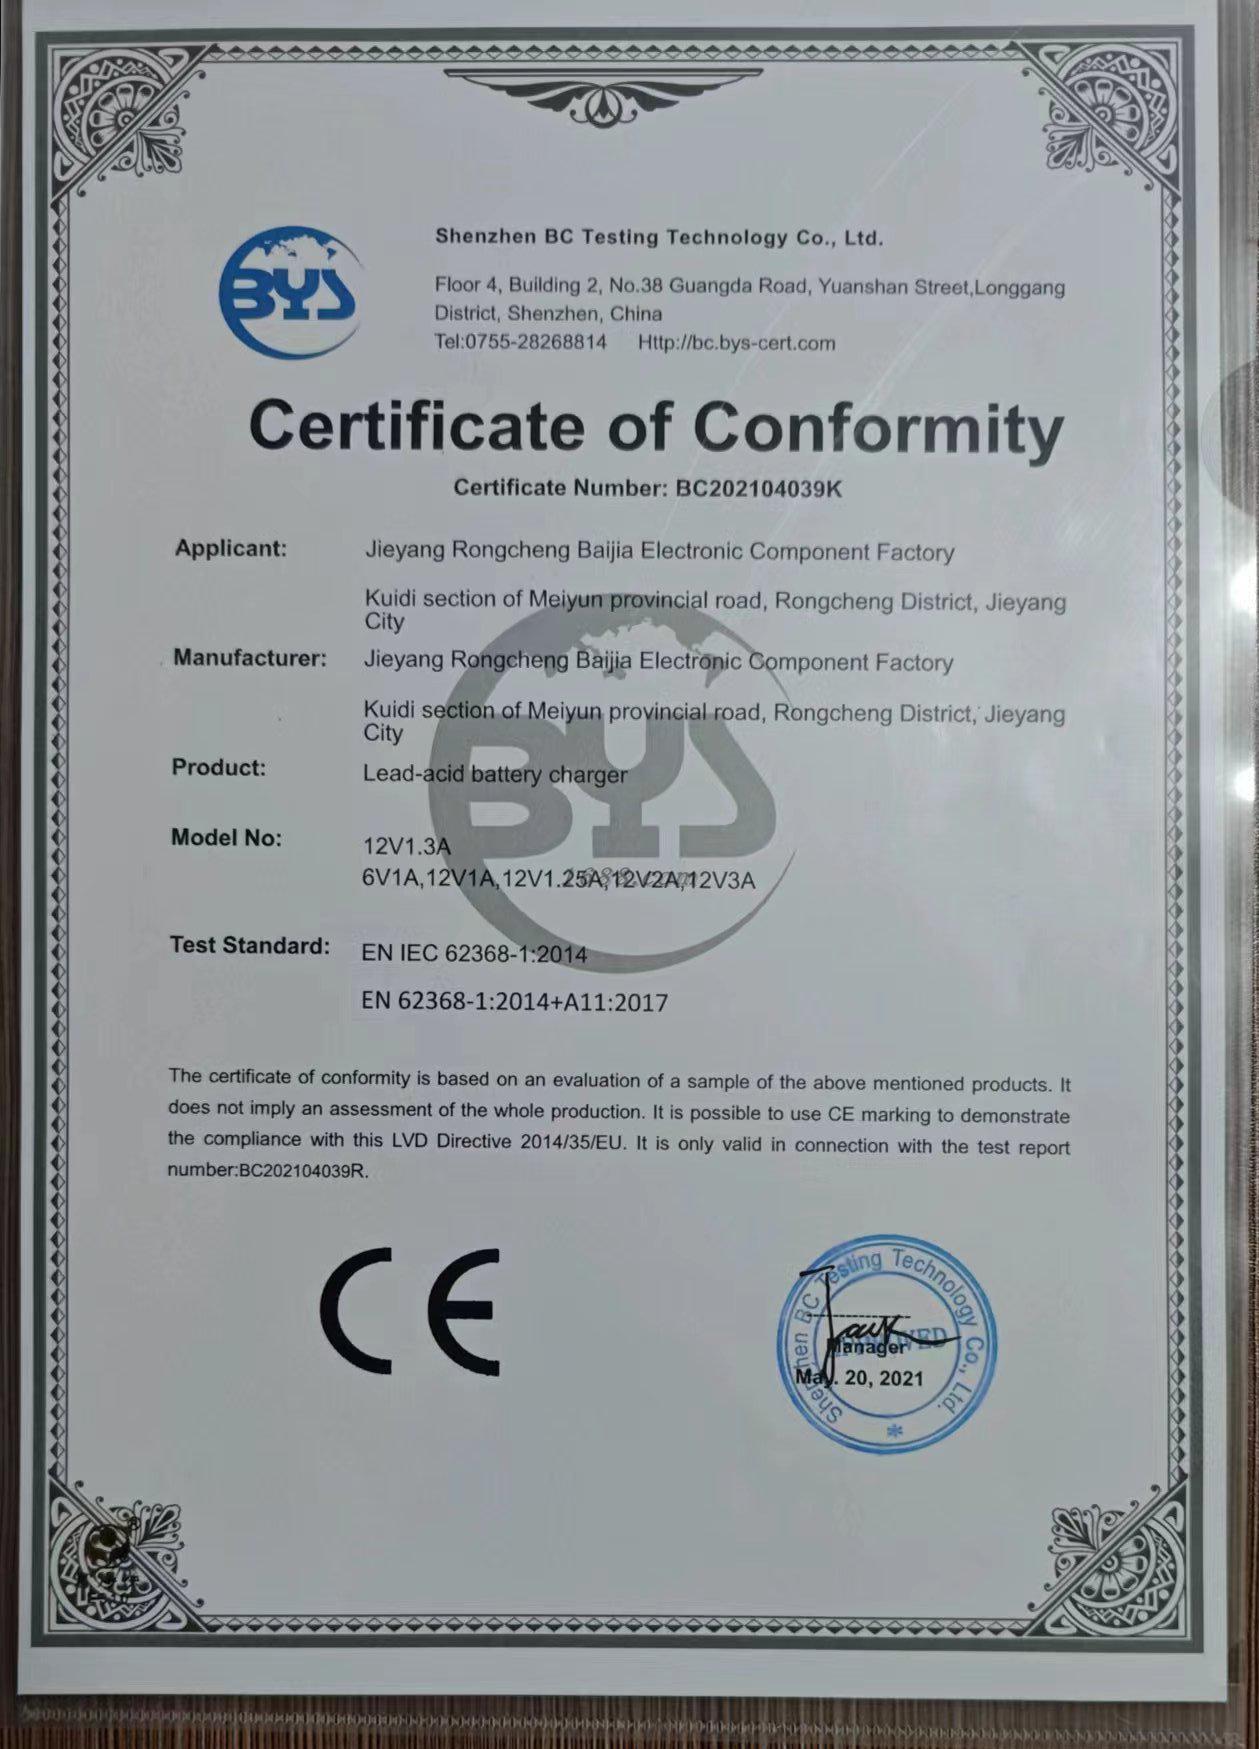 BYS
Shenzhen BC Testing Technology Co., Ltd.
Floor 4, Building 2, No.38 Guangda Road, Yuanshan Street,Longgang
District, Shenzhen, China
Tel:0755-28268814 Http://bc.bys-cert.com
Certificate of Conformity
Certificate Number: BC202104039K
Applicant: Jieyang Rongcheng Baijia Electronic Component Factory
Kuidi section of Meiyun provincial road, Rongcheng District, Jieyang
City
Manufacturer: Jieyang Rongcheng Baijia Electronic Component Factory
Kuidi section of Meiyun provincial road, Rongcheng District, Jieyang
City
Product: Lead-acid battery charger
BYS
Model No: 12V1.3A
6V1A,12V1A,12V1.25A,12V2A,12V3A
Test Standard: EN IEC 62368-1:2014
EN 62368-1:2014+A11:2017
The certificate of conformity is based on an evaluation of a sample of the above mentioned products. It
does not imply an assessment of the whole production. It is possible to use CE marking to demonstrate
the compliance with this LVD Directive 2014/35/EU. It is only valid in connection with the test report
number:BC202104039R.
CE
Shenzhen BC Testing Technology Co., Ltd.
Manager
May. 20, 2021